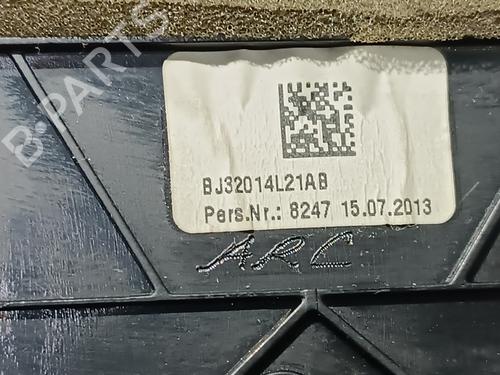 B-PARTS
BJ32014L21AB
Pers.Nr.: 8247 15.07.2013
ARC